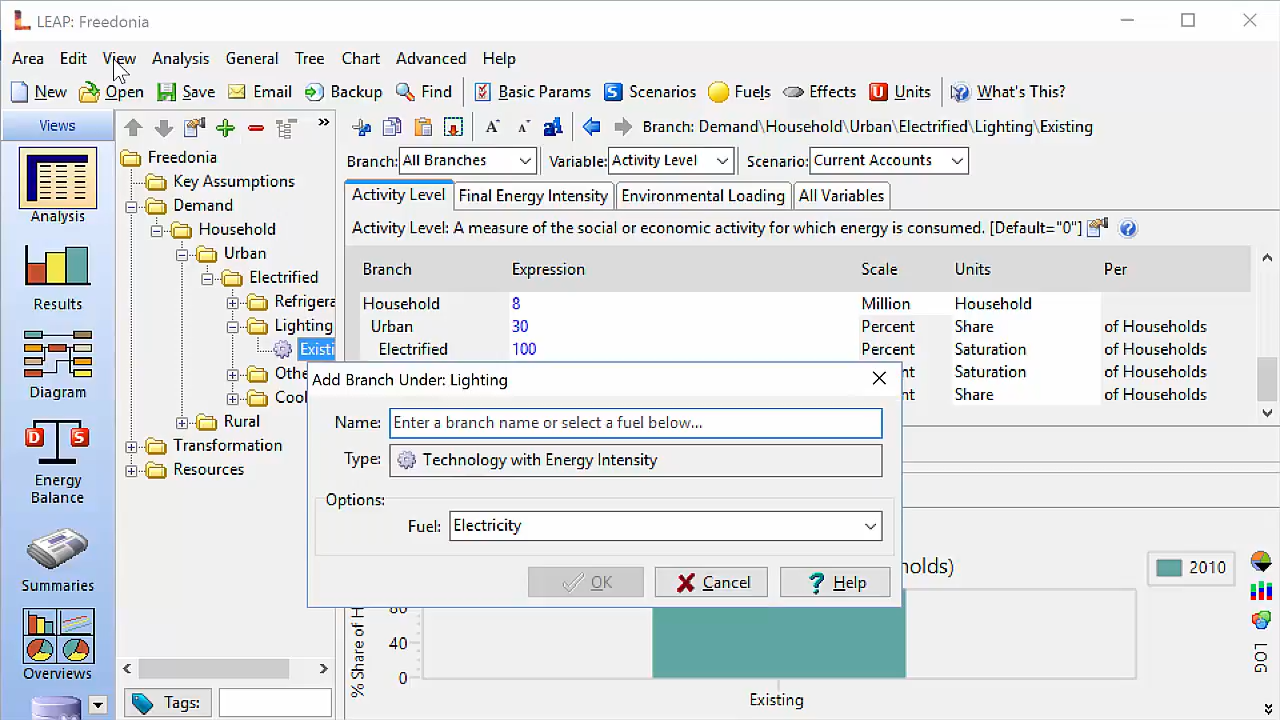 LEAP: Freedonia
Area Edit View Analysis General Tree Chart Advanced Help
New Open Save Email Backup Find Basic Params Scenarios Fuels Effects Units What's This?
Views
Analysis
Results
Diagram
Energy
Balance
Summaries
Overviews
Freedonia
Key Assumptions
Demand
Household
Urban
Electrified
Refrigera
Lighting
Existi
Othe
Cool
Rural
Transformation
Resources
Tags:
Branch: Demand\Household\Urban\Electrified\Lighting\Existing
Branch: All Branches Variable: Activity Level Scenario: Current Accounts
Activity Level Final Energy Intensity Environmental Loading All Variables
Activity Level: A measure of the social or economic activity for which energy is consumed. [Default="0"]
Branch Expression Scale Units Per
Household 8 Million Household
Urban 30 Percent Share of Households
Electrified 100 Percent Saturation of Households
t Saturation of Households
t Share of Households
Add Branch Under: Lighting
Name: Enter a branch name or select a fuel below...
Type: Technology with Energy Intensity
Options:
Fuel: Electricity
OK Cancel Help
holds)
2010
% Share of H
80
40
0
Existing
LOG